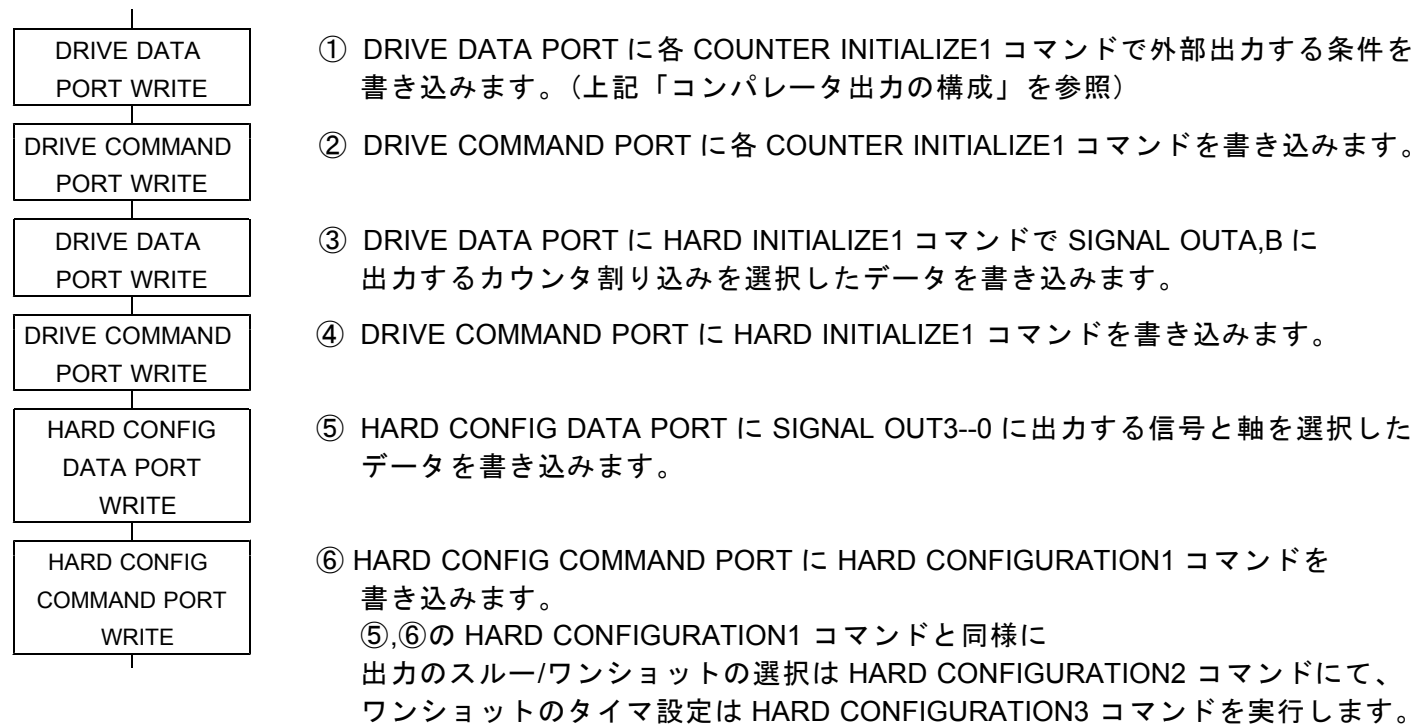 DRIVE DATA
PORT WRITE
① DRIVE DATA PORT に各 COUNTER INITIALIZE1 コマンドで外部出力する条件を
書き込みます。（上記「コンパレータ出力の構成」を参照）
DRIVE COMMAND
PORT WRITE
② DRIVE COMMAND PORT に各 COUNTER INITIALIZE1 コマンドを書き込みます。
DRIVE DATA
PORT WRITE
③ DRIVE DATA PORT に HARD INITIALIZE1 コマンドで SIGNAL OUTA,B に
出力するカウンタ割り込みを選択したデータを書き込みます。
DRIVE COMMAND
PORT WRITE
④ DRIVE COMMAND PORT に HARD INITIALIZE1 コマンドを書き込みます。
HARD CONFIG
DATA PORT
WRITE
⑤ HARD CONFIG DATA PORT に SIGNAL OUT3--0 に出力する信号と軸を選択した
データを書き込みます。
HARD CONFIG
COMMAND PORT
WRITE
⑥ HARD CONFIG COMMAND PORT に HARD CONFIGURATION1 コマンドを
書き込みます。
⑤,⑥の HARD CONFIGURATION1 コマンドと同様に
出力のスルー/ワンショットの選択は HARD CONFIGURATION2 コマンドにて、
ワンショットのタイマ設定は HARD CONFIGURATION3 コマンドを実行します。